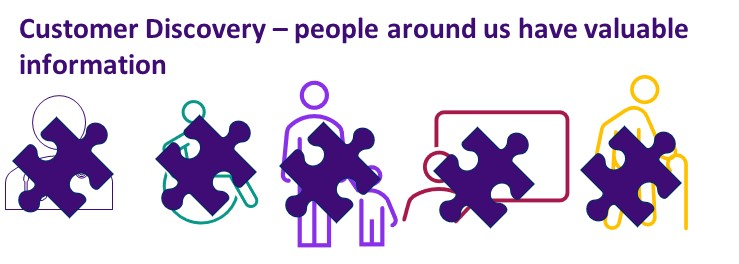 Customer Discovery – people around us have valuable
information